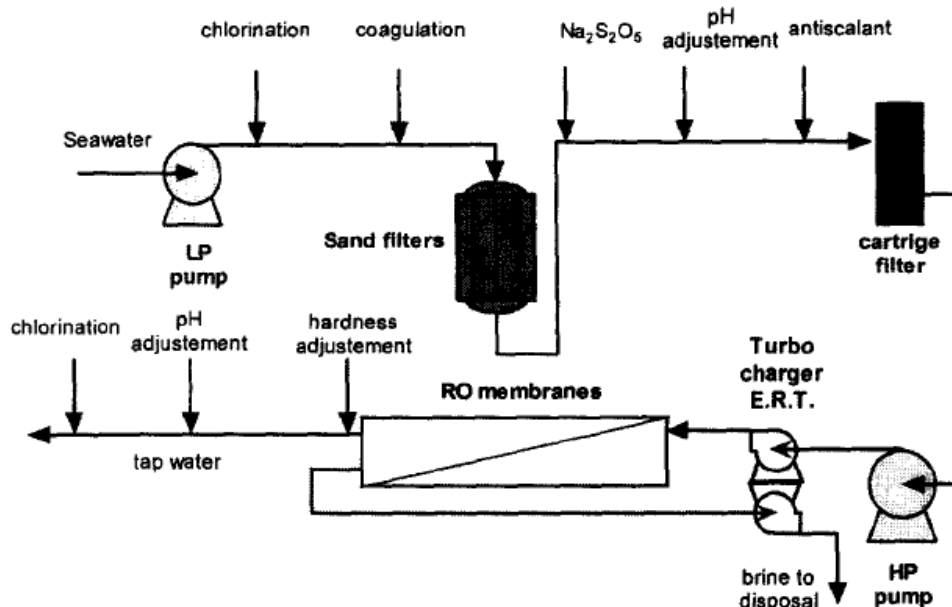 chlorination
coagulation
Na2S2O5
pH
adjustement
antiscalant
Seawater
LP
pump
Sand filters
cartrige
filter
chlorination
pH
adjustement
hardness
adjustement
RO membranes
Turbo
charger
E.R.T.
tap water
brine to
disposal
HP
pump